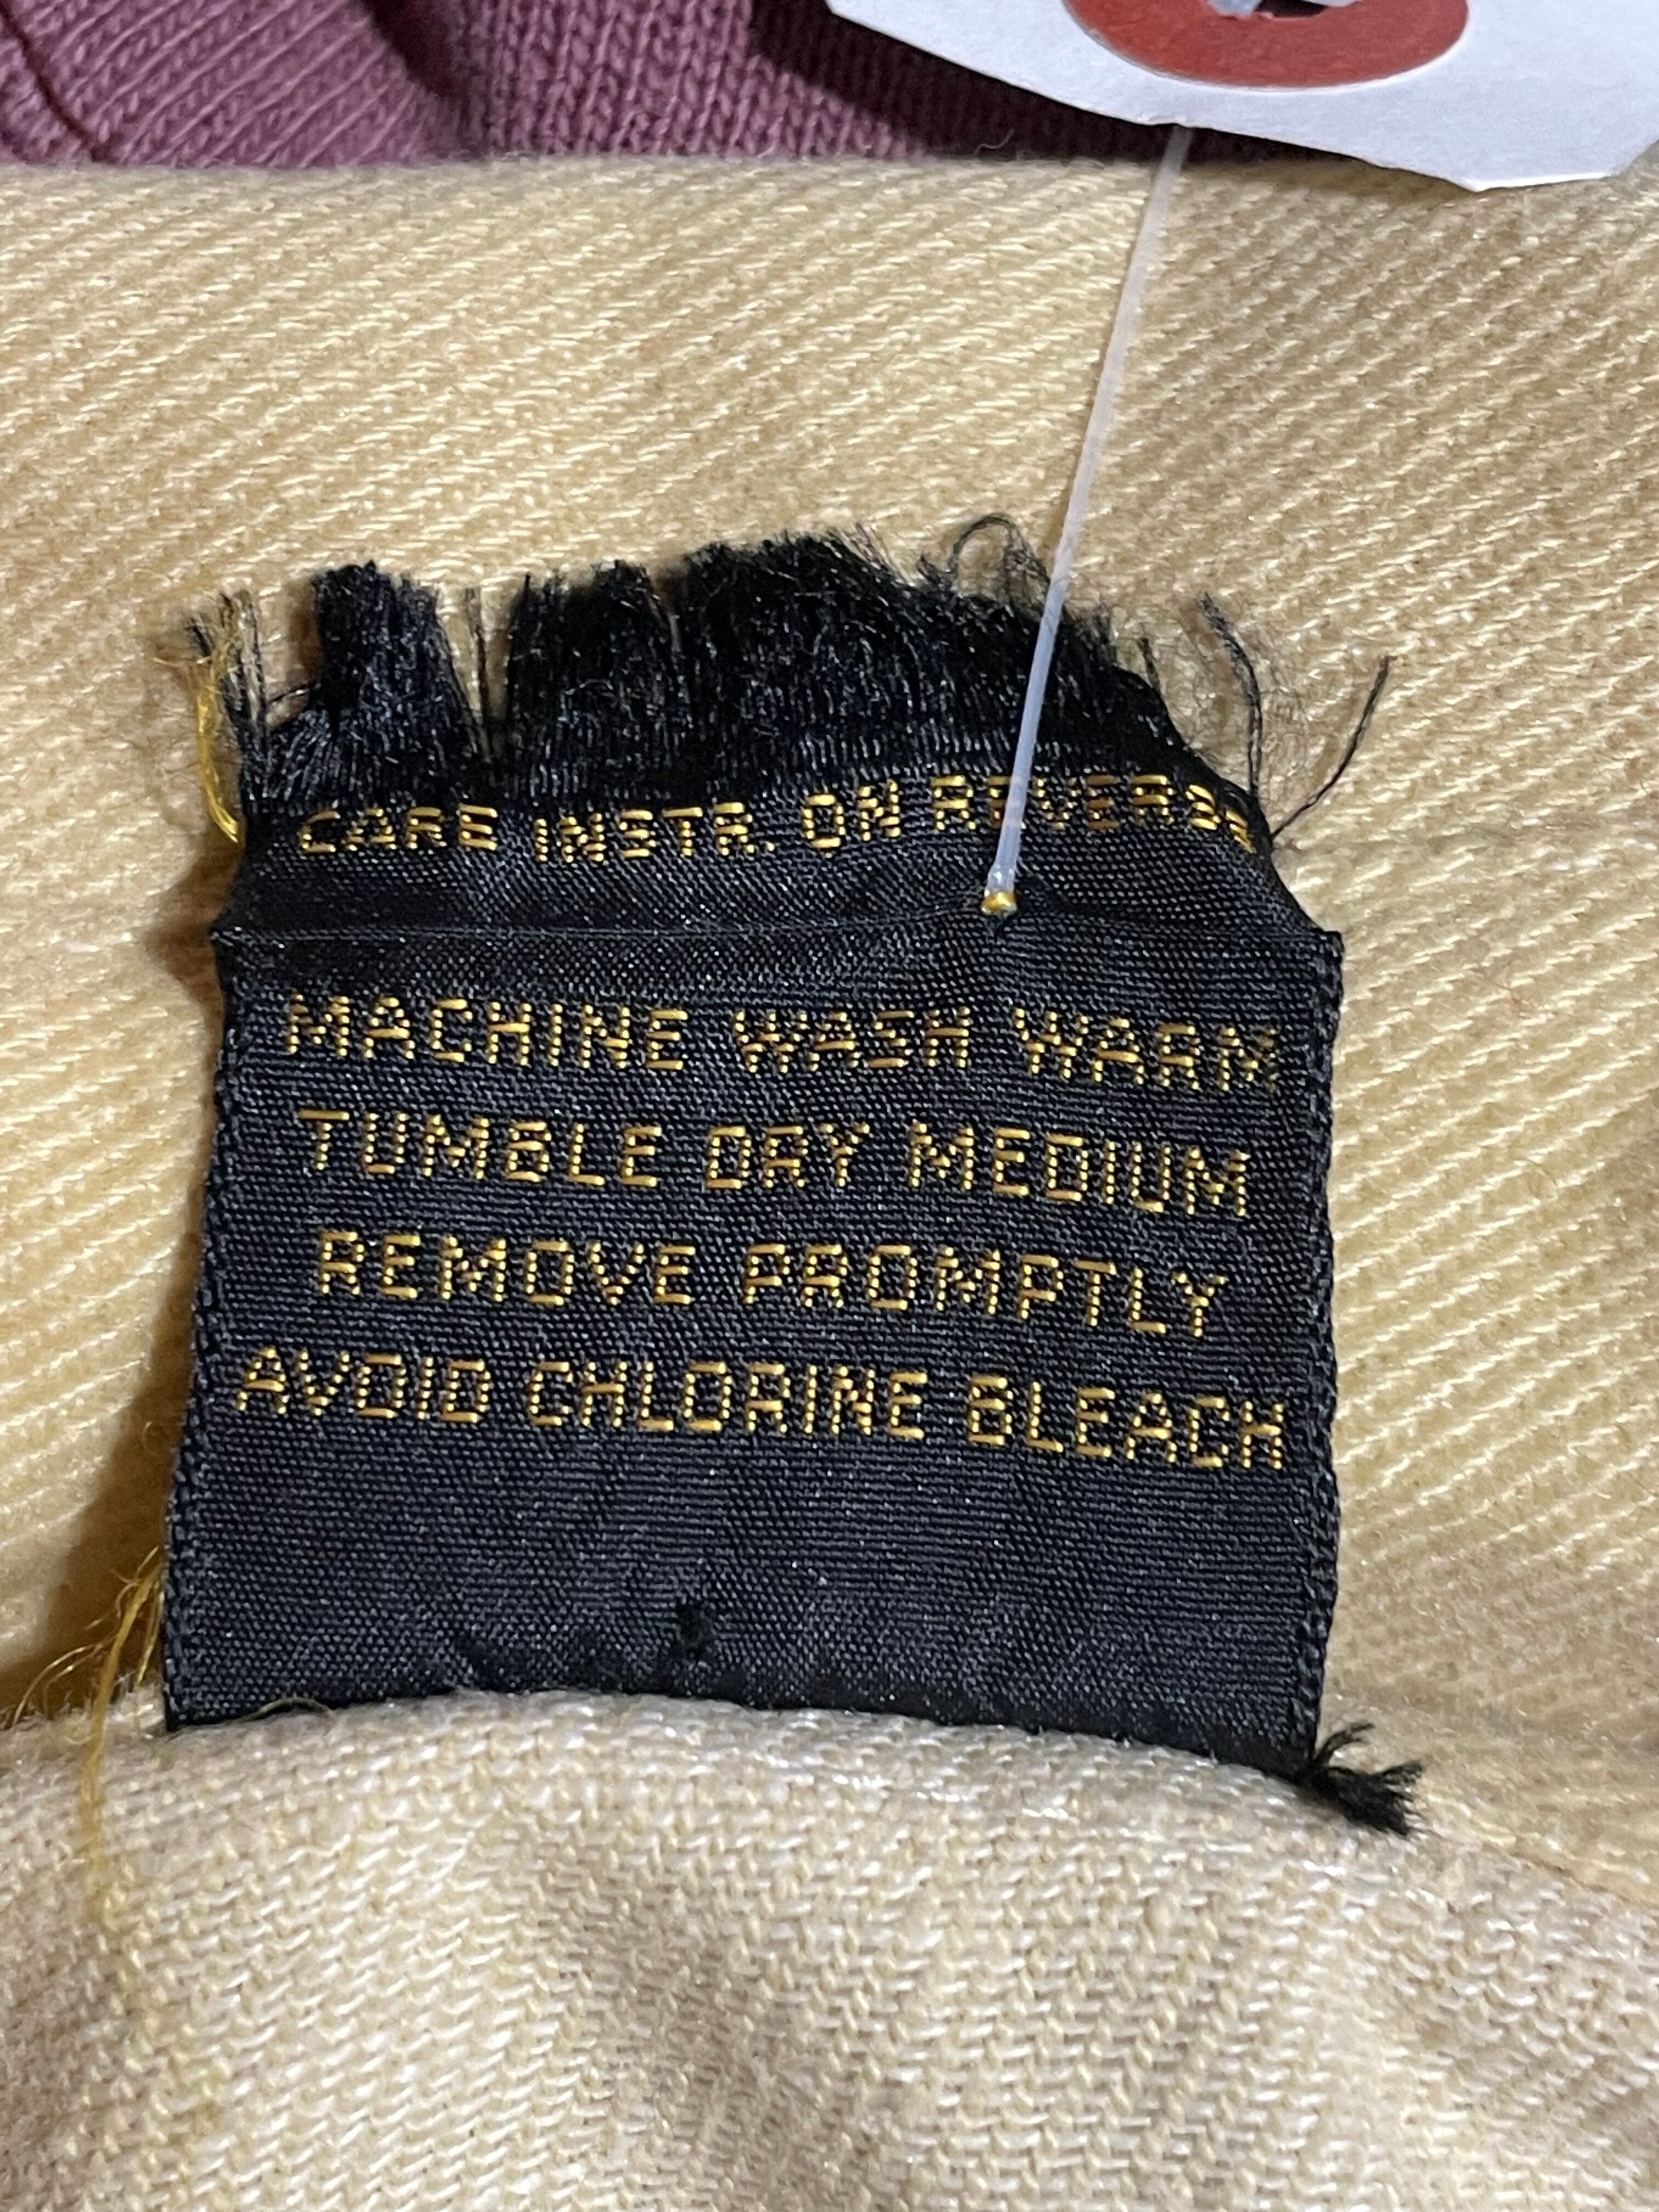 CARE INSTR. ON REVERSE
MACHINE WASH WARM
TUMBLE DRY MEDIUM
REMOVE PROMPTLY
AVOID CHLORINE BLEACH